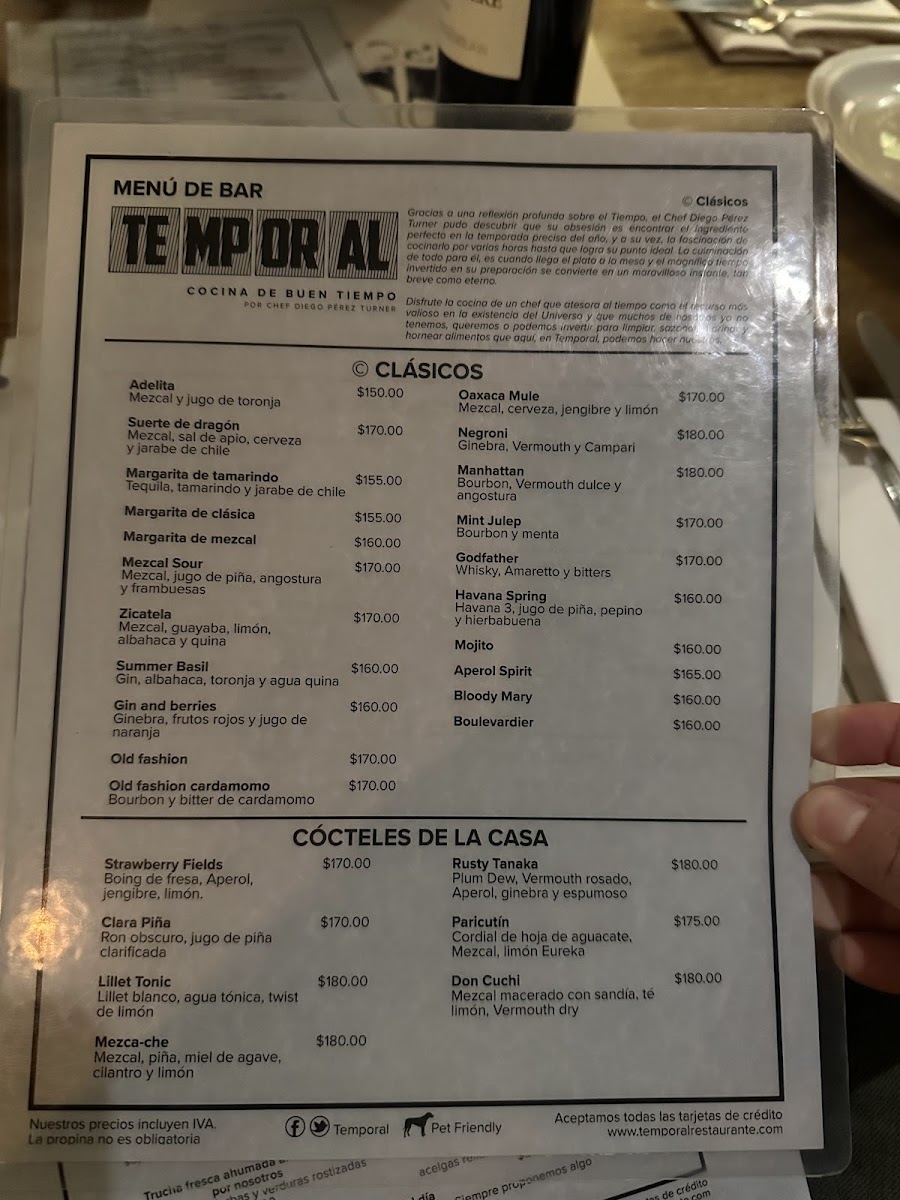 MENÚ DE BAR
TEMPORAL
COCINA DE BUEN TIEMPO
POR CHEF DIEGO PÉREZ TURNER
© Clásicos
Gracias a una reflexión profunda sobre el Tiempo, el Chef Diego Pérez
Turner pudo descubrir que su obsesión es encontrar el ingrediente
perfecto en la temporada precisa del año, y a su vez, la fascinación de
cocinarlo por varias horas hasta que logra su punto ideal. La culminación
de todo para él, es cuando llega el plato a la mesa y el magnífico tiempo
invertido en su preparación se convierte en un maravilloso instante, tan
breve como eterno.
Disfrute la cocina de un chef que atesora al tiempo como el recurso más
valioso en la existencia del Universo y que muchos de nosotros ya no
tenemos, queremos o podemos invertir para limpiar, sazonar, y
hornear alimentos que aquí, en Temporal, podemos hacer nuestros.
© CLÁSICOS
Adelita $150.00
Mezcal y jugo de toronja
Suerte de dragón $170.00
Mezcal, sal de apio, cerveza
y jarabe de chile
Margarita de tamarindo $155.00
Tequila, tamarindo y jarabe de chile
Margarita de clásica $155.00
Margarita de mezcal $160.00
Mezcal Sour $170.00
Mezcal, jugo de piña, angostura
y frambuesas
Zicatela $170.00
Mezcal, guayaba, limón,
albahaca y quina
Summer Basil $160.00
Gin, albahaca, toronja y agua quina
Gin and berries $160.00
Ginebra, frutos rojos y jugo de
naranja
Old fashion $170.00
Old fashion cardamomo $170.00
Bourbon y bitter de cardamomo
Oaxaca Mule $170.00
Mezcal, cerveza, jengibre y limón
Negroni $180.00
Ginebra, Vermouth y Campari
Manhattan $180.00
Bourbon, Vermouth dulce y
angostura
Mint Julep $170.00
Bourbon y menta
Godfather $170.00
Whisky, Amaretto y bitters
Havana Spring $160.00
Havana 3, jugo de piña, pepino
y hierbabuena
Mojito $160.00
Aperol Spirit $165.00
Bloody Mary $160.00
Boulevardier $160.00
CÓCTELES DE LA CASA
Strawberry Fields $170.00
Boing de fresa, Aperol,
jengibre, limón.
Clara Piña $170.00
Ron obscuro, jugo de piña
clarificada
Lillet Tonic $180.00
Lillet blanco, agua tónica, twist
de limón
Mezca-che $180.00
Mezcal, piña, miel de agave,
cilantro y limón
Rusty Tanaka $180.00
Plum Dew, Vermouth rosado,
Aperol, ginebra y espumoso
Paricutín $175.00
Cordial de hoja de aguacate,
Mezcal, limón Eureka
Don Cuchi $180.00
Mezcal macerado con sandía, té
limón, Vermouth dry
Nuestros precios incluyen IVA.
La propina no es obligatoria
Temporal
Pet Friendly
Aceptamos todas las tarjetas de crédito
www.temporalrestaurante.com
Trucha fresca ahumada
por nosotros
y verduras rostizadas
acelgas
día
Siempre proponemos algo
de crédito